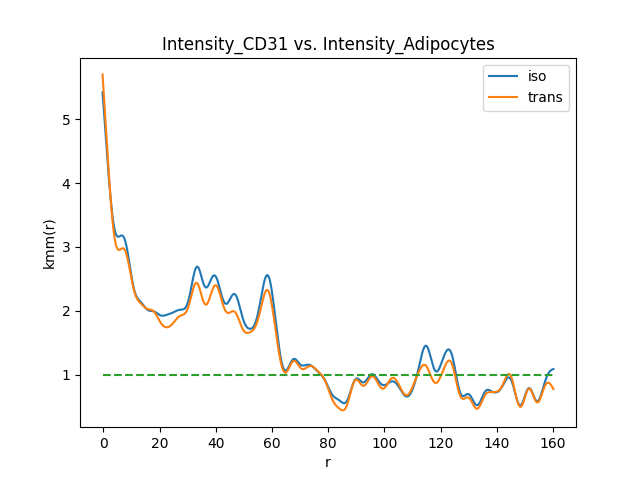 Intensity_CD31 vs. Intensity_Adipocytes
iso
trans
kmm(r)
5
4
3
2
1
0 20 40 60 80 100 120 140 160
r